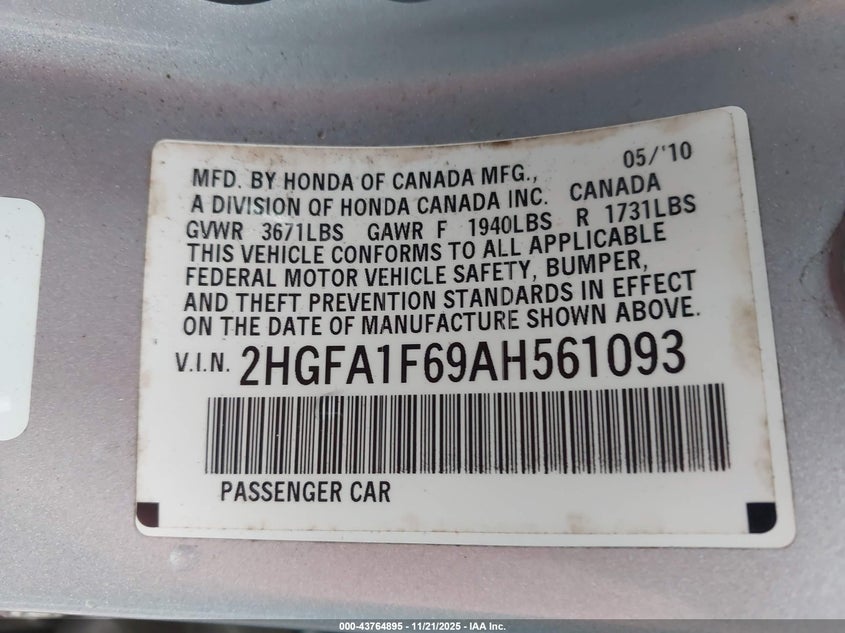 05/'10
MFD. BY HONDA OF CANADA MFG.,
A DIVISION OF HONDA CANADA INC. CANADA
GVWR 3671LBS GAWR F 1940LBS R 1731LBS
THIS VEHICLE CONFORMS TO ALL APPLICABLE
FEDERAL MOTOR VEHICLE SAFETY, BUMPER,
AND THEFT PREVENTION STANDARDS IN EFFECT
ON THE DATE OF MANUFACTURE SHOWN ABOVE.
V.I.N. 2HGFA1F69AH561093
PASSENGER CAR
000-43764895 - 11/21/2025 - IAA Inc.